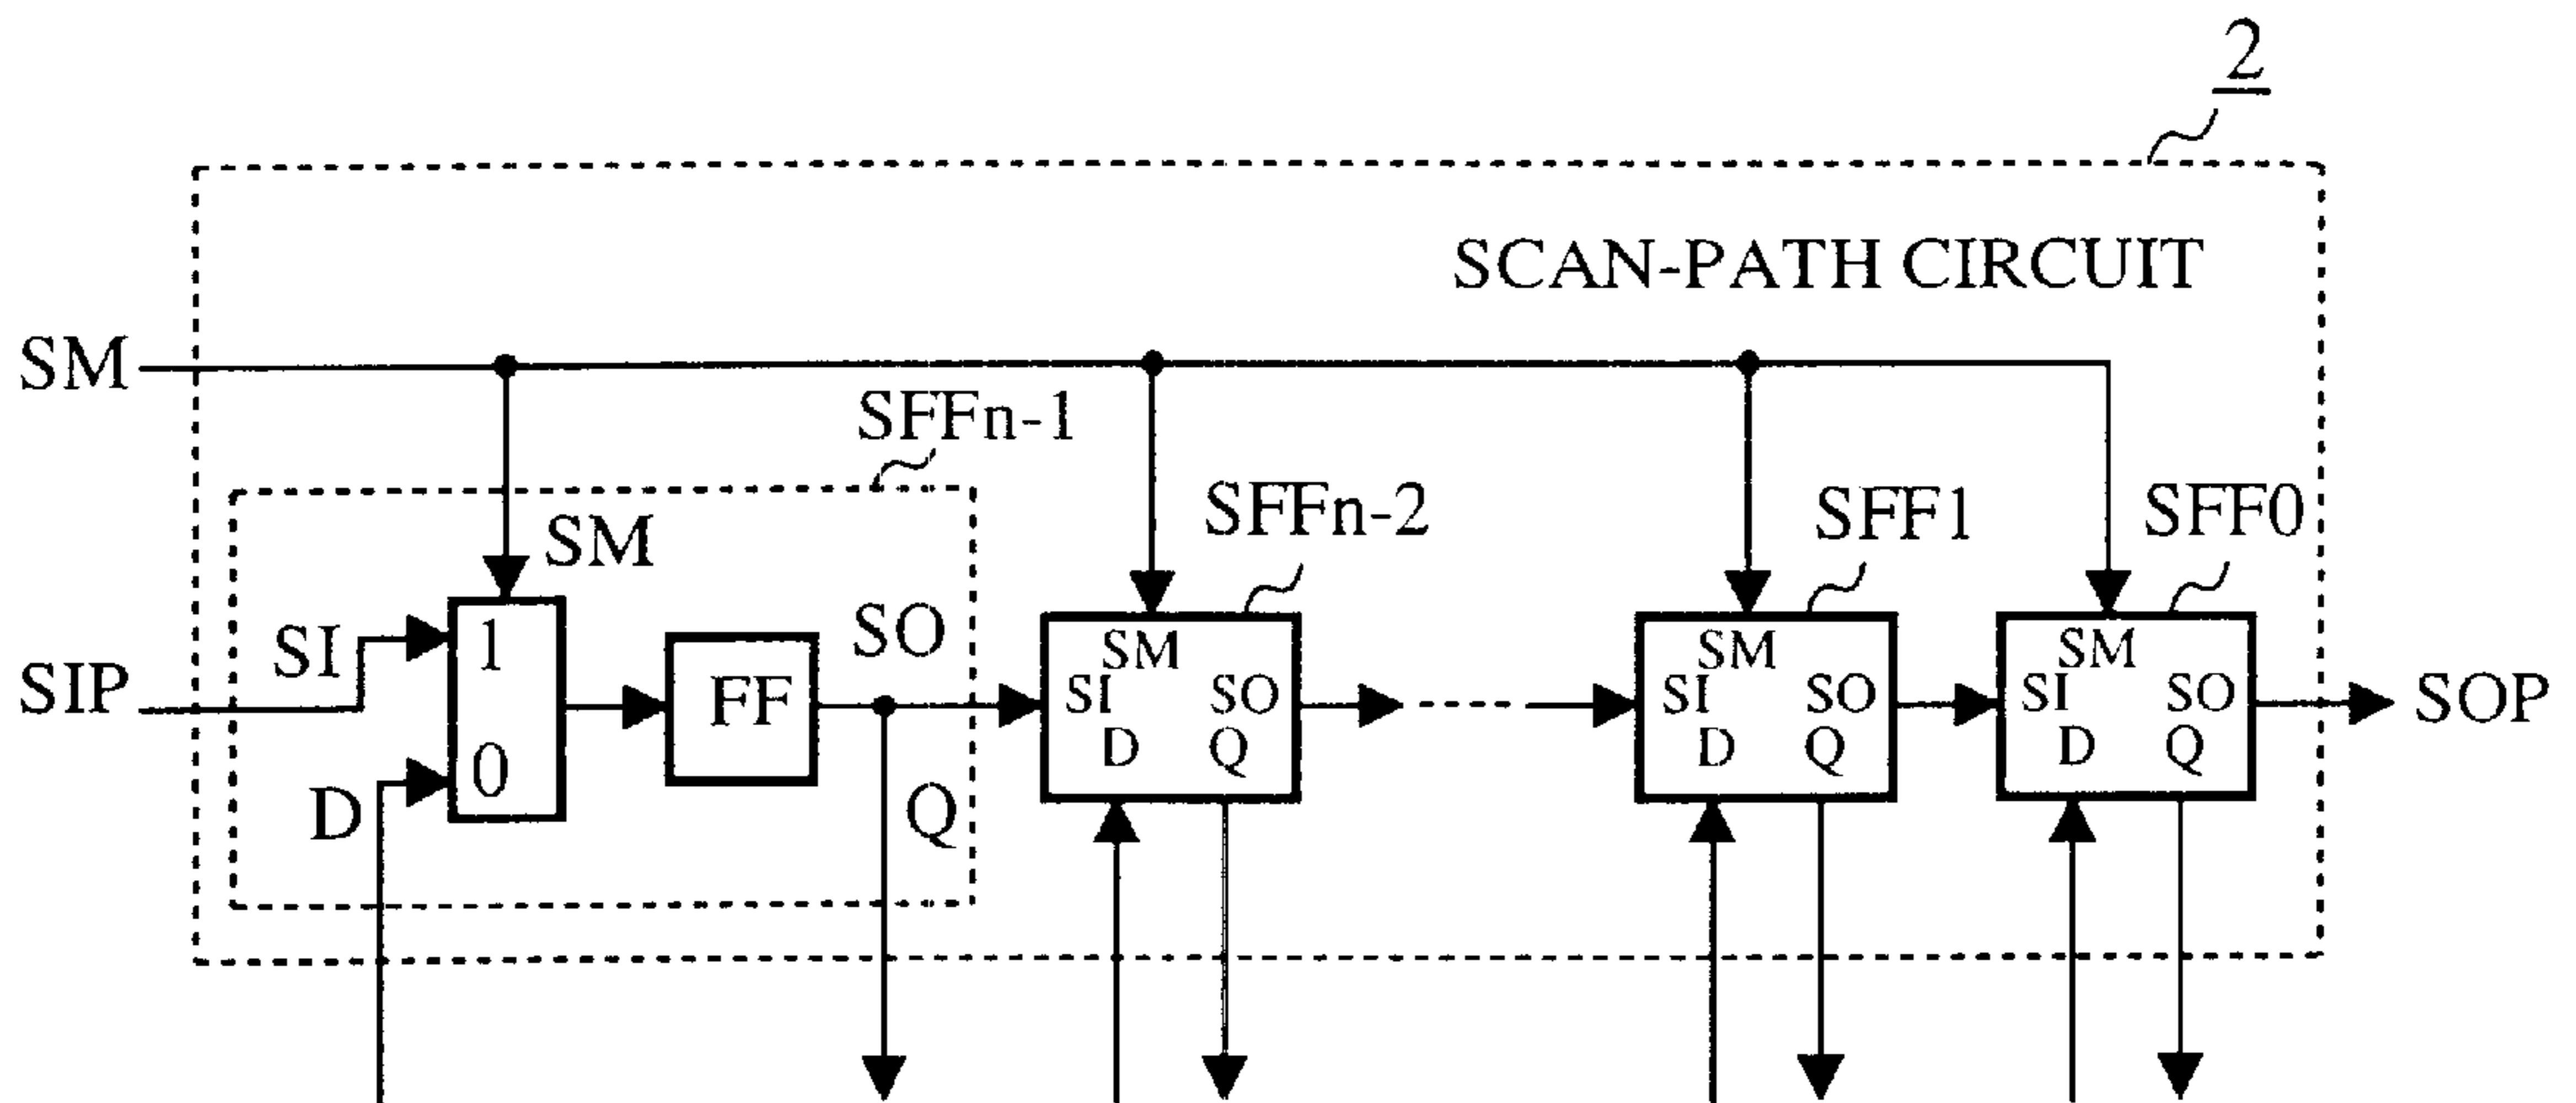 2
SCAN-PATH CIRCUIT
SM
SFFn-1
SFFn-2
SFF1
SFF0
SM
SI
1
SO
SIP
FF
D
0
Q
SM
SI
SO
D
Q
SM
SI
SO
D
Q
SM
SI
SO
D
Q
SOP